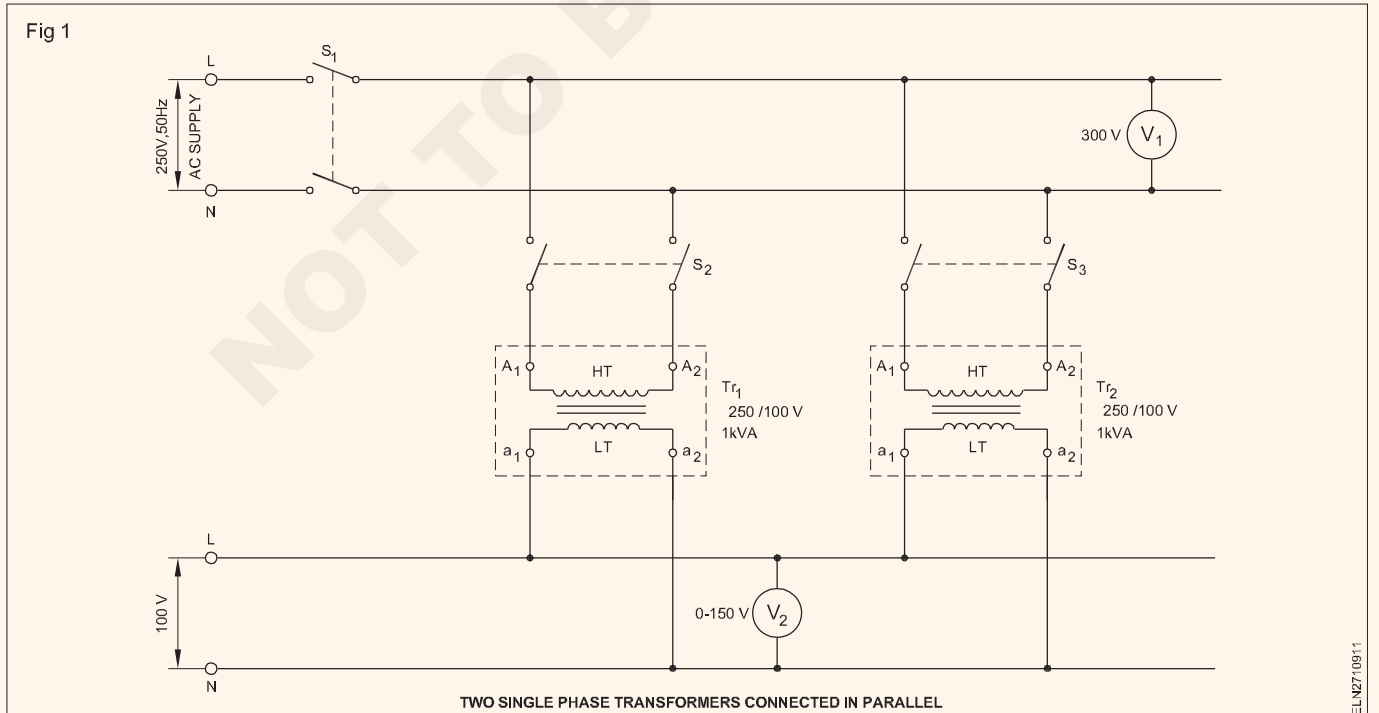 Fig 1
S1
L
250V,50Hz
AC SUPPLY
N
300 V V1
S2
S3
A1 HT A2
Tr1
250 /100 V
1kVA
a1 LT a2
A1 HT A2
Tr2
250 /100 V
1kVA
a1 LT a2
L
100 V
0-150 V V2
N
TWO SINGLE PHASE TRANSFORMERS CONNECTED IN PARALLEL
ELN2710911
NOT TO B